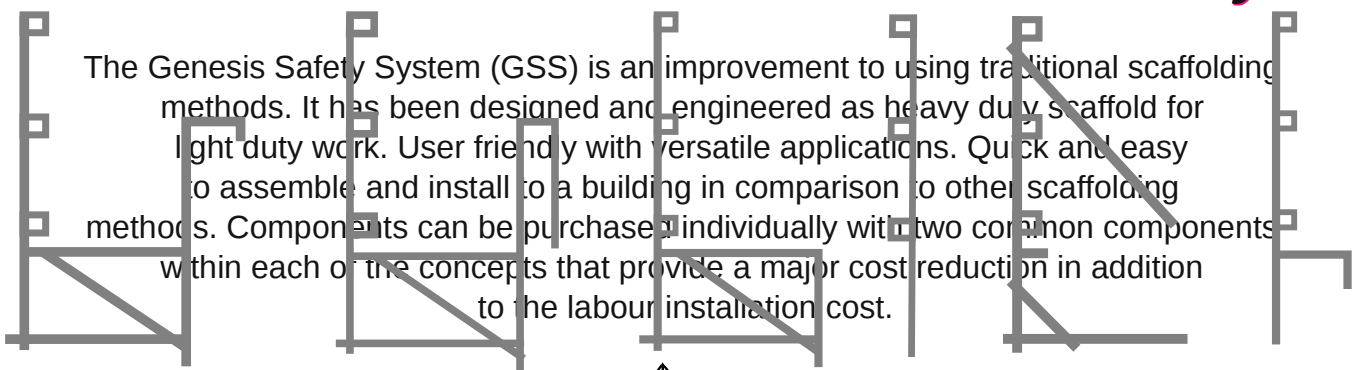 The Genesis Safety System (GSS) is an improvement to using traditional scaffolding
methods. It has been designed and engineered as heavy duty scaffold for
light duty work. User friendly with versatile applications. Quick and easy
to assemble and install to a building in comparison to other scaffolding
methods. Components can be purchased individually with two common components
within each of the concepts that provide a major cost reduction in addition
to the labour installation cost.